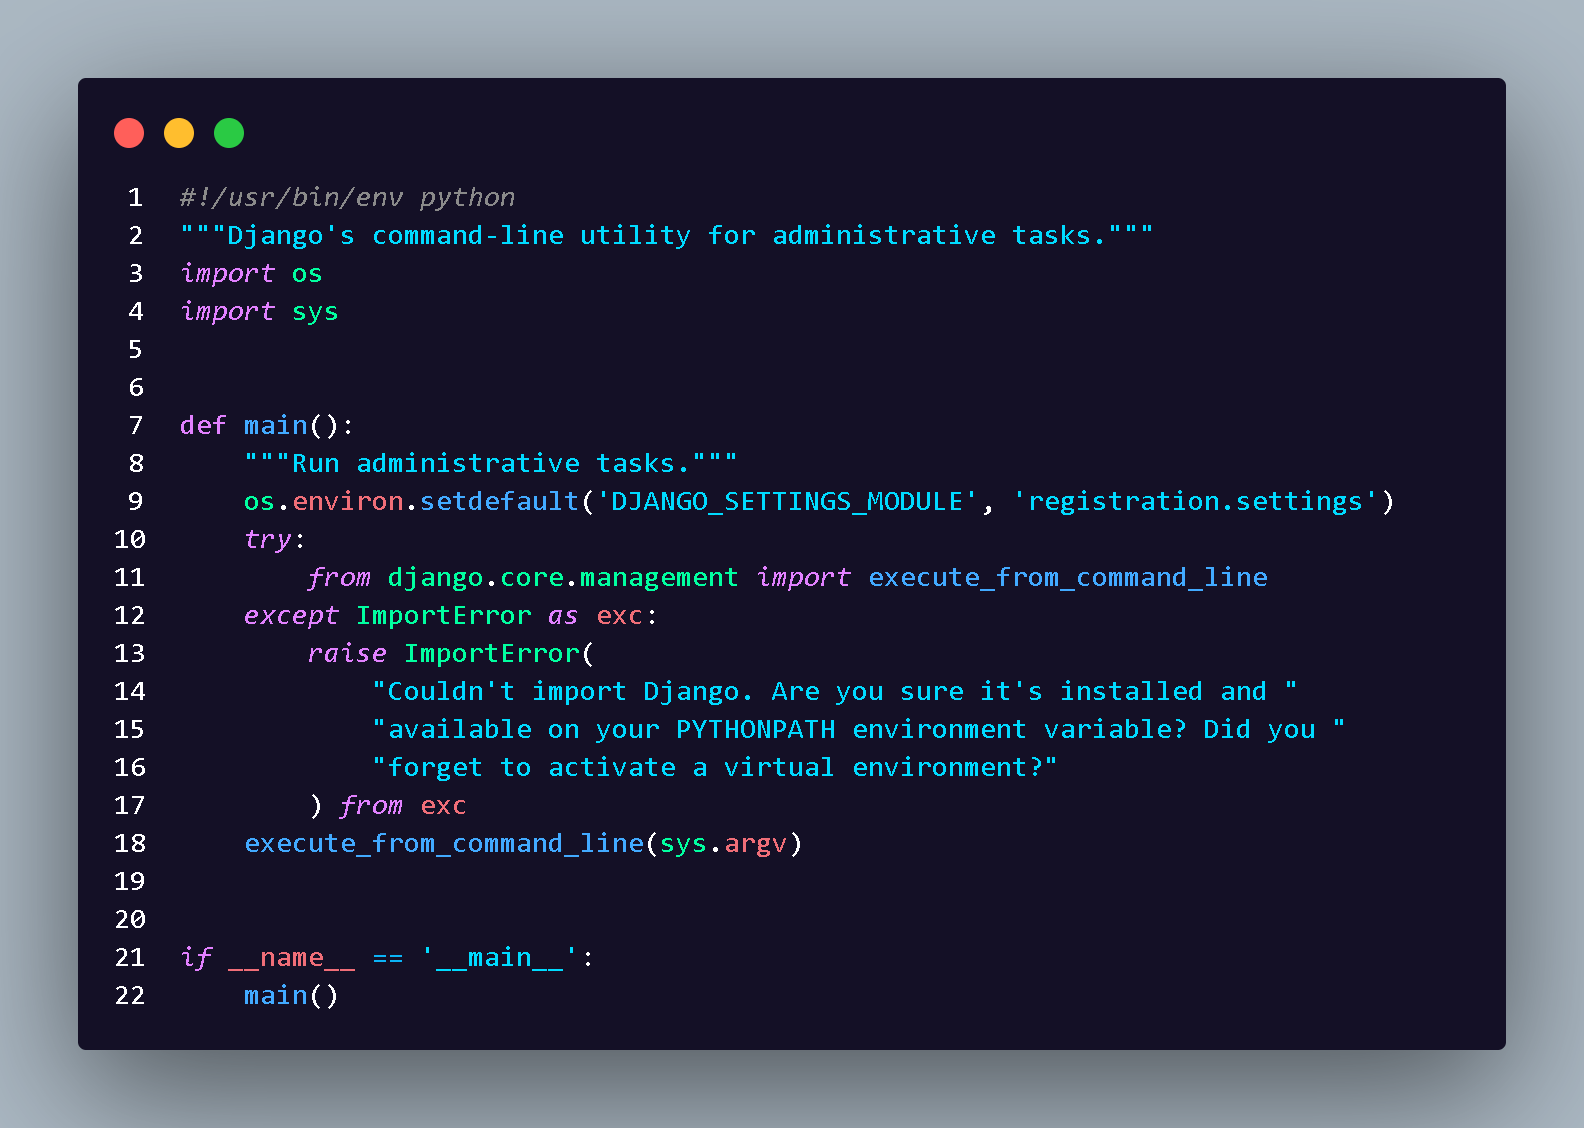 1 #!/usr/bin/env python
2 """Django's command-line utility for administrative tasks."""
3 import os
4 import sys
5
6
7 def main():
8     """Run administrative tasks."""
9     os.environ.setdefault('DJANGO_SETTINGS_MODULE', 'registration.settings')
10     try:
11         from django.core.management import execute_from_command_line
12     except ImportError as exc:
13         raise ImportError(
14             "Couldn't import Django. Are you sure it's installed and "
15             "available on your PYTHONPATH environment variable? Did you "
16             "forget to activate a virtual environment?"
17         ) from exc
18     execute_from_command_line(sys.argv)
19
20
21 if __name__ == '__main__':
22     main()